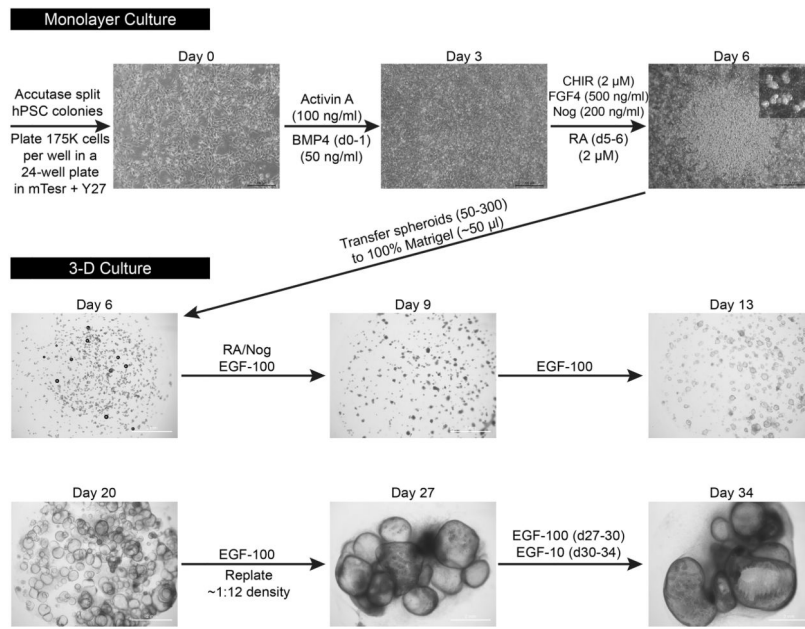 Monolayer Culture
Day 0
Day 3
Day 6
Accutase split
hPSC colonies
Plate 175K cells
per well in a
24-well plate
in mTesr + Y27
Activin A
(100 ng/ml)
BMP4 (d0-1)
(50 ng/ml)
CHIR (2 µM)
FGF4 (500 ng/ml)
Nog (200 ng/ml)
RA (d5-6)
(2 µM)
Transfer spheroids (50-300)
to 100% Matrigel (~50 µl)
3-D Culture
Day 6
Day 9
Day 13
RA/Nog
EGF-100
EGF-100
Day 20
Day 27
Day 34
EGF-100
Replate
~1:12 density
EGF-100 (d27-30)
EGF-10 (d30-34)